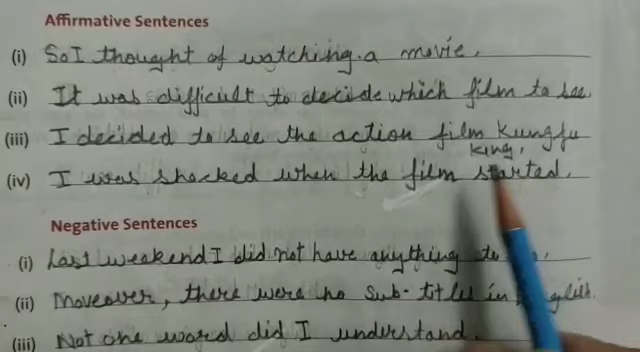 Affirmative Sentences
(i) So I thought of watching a movie.
(ii) It was difficult to decide which film to see.
(iii) I decided to see the action film Kungfu
King.
(iv) I was shocked when the film started.
Negative Sentences
(i) Last weekend I did not have anything to
(ii) Moveover, there were no sub-titles in
(iii) Not one word did I understand.